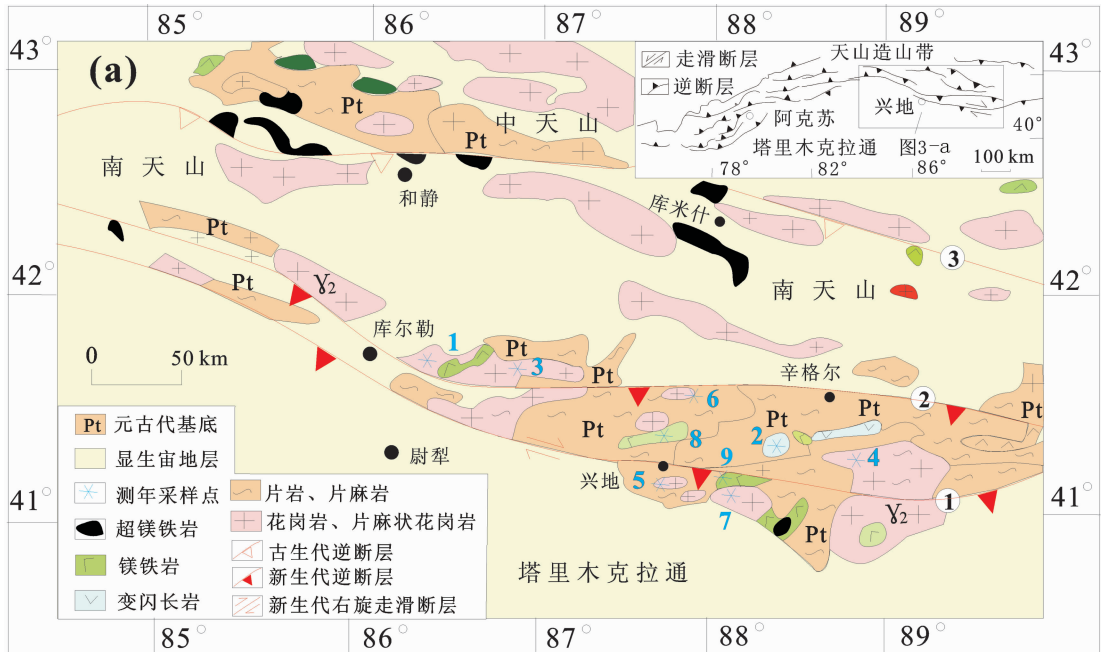 85° 86° 87° 88° 89°
43° 43°
(a)
走滑断层
逆断层
天山造山带
兴地
阿克苏
40°
塔里木克拉通 图3-a
78° 82° 86° 100 km
Pt
中天山
Pt
南天山
和静
库米什
3
Pt
42° 42°
Pt
ɣ2
南天山
库尔勒
1
0 50 km
Pt
3
Pt
辛格尔
2
Pt
6
Pt
8
2
Pt
Pt
9
4
尉犁
兴地
5
1
41° 41°
7
Pt
ɣ2
塔里木克拉通
Pt 元古代基底
显生宙地层
测年采样点
超镁铁岩
镁铁岩
变闪长岩
片岩、片麻岩
花岗岩、片麻状花岗岩
古生代逆断层
新生代逆断层
新生代右旋走滑断层
85° 86° 87° 88° 89°